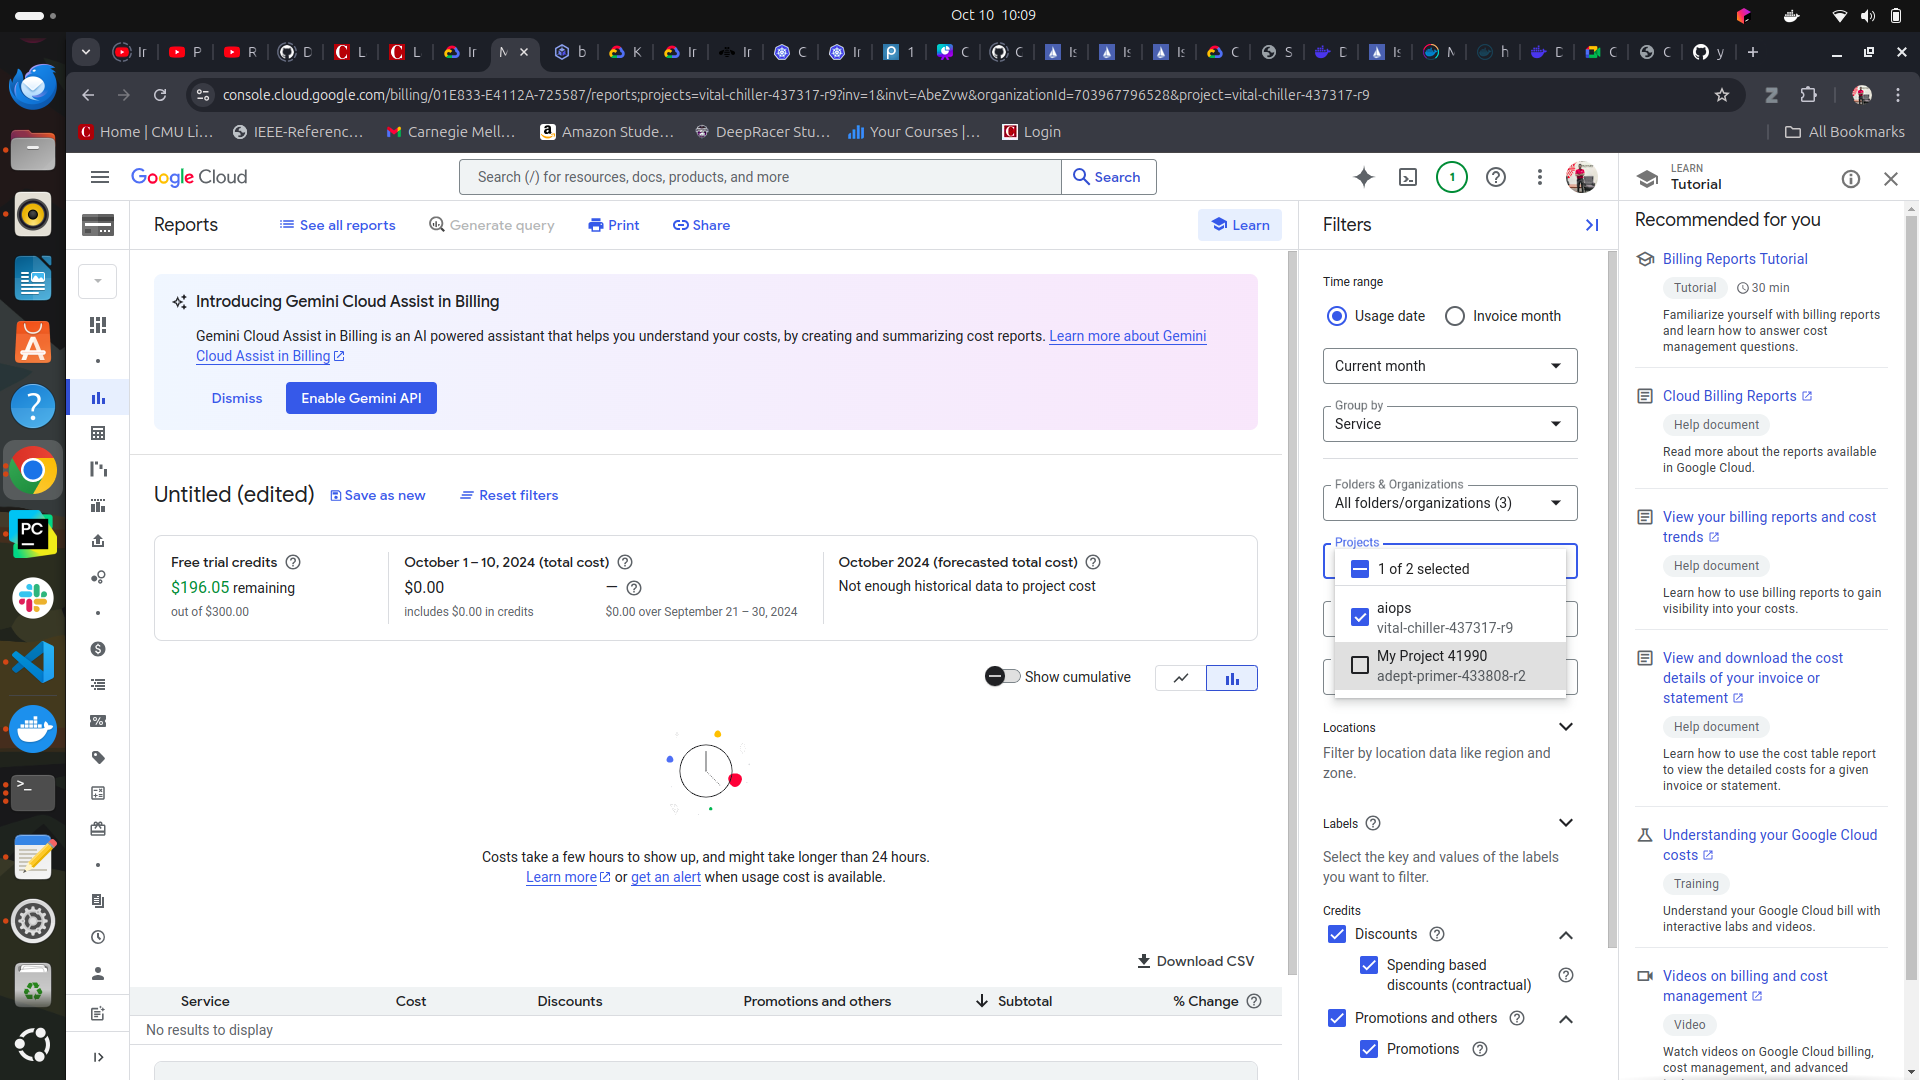 Oct 10 10:09
Ir
P
R
D
L
L
Ir
M
b
K
Ir
Ir
C
Ir
1
C
C
Is
Is
Is
C
S
D
Is
N
h
D
C
C
y
console.cloud.google.com/billing/01E833-E4112A-725587/reports;projects=vital-chiller-437317-r9?inv=1&invt=AbeZvw&organizationId=703967796528&project=vital-chiller-437317-r9
Home | CMU Li...
IEEE-Referenc...
Carnegie Mell...
Amazon Stude...
DeepRacer Stu...
Your Courses |...
Login
All Bookmarks
Google Cloud
Search (/) for resources, docs, products, and more
Search
1
LEARN
Tutorial
Reports
See all reports
Generate query
Print
Share
Learn
Introducing Gemini Cloud Assist in Billing
Gemini Cloud Assist in Billing is an AI powered assistant that helps you understand your costs, by creating and summarizing cost reports. Learn more about Gemini
Cloud Assist in Billing
Dismiss
Enable Gemini API
Untitled (edited)
Save as new
Reset filters
Free trial credits
$196.05 remaining
out of $300.00
October 1 – 10, 2024 (total cost)
$0.00
includes $0.00 in credits
—
$0.00 over September 21 – 30, 2024
October 2024 (forecasted total cost)
Not enough historical data to project cost
Show cumulative
Costs take a few hours to show up, and might take longer than 24 hours.
Learn more or get an alert when usage cost is available.
Download CSV
Service Cost Discounts Promotions and others Subtotal % Change
No results to display
Filters
Time range
Usage date
Invoice month
Current month
Group by
Service
Folders & Organizations
All folders/organizations (3)
Projects
1 of 2 selected
aiops
vital-chiller-437317-r9
My Project 41990
adept-primer-433808-r2
Locations
Filter by location data like region and
zone.
Labels
Select the key and values of the labels
you want to filter.
Credits
Discounts
Spending based
discounts (contractual)
Promotions and others
Promotions
Recommended for you
Billing Reports Tutorial
Tutorial
30 min
Familiarize yourself with billing reports
and learn how to answer cost
management questions.
Cloud Billing Reports
Help document
Read more about the reports available
in Google Cloud.
View your billing reports and cost
trends
Help document
Learn how to use billing reports to gain
visibility into your costs.
View and download the cost
details of your invoice or
statement
Help document
Learn how to use the cost table report
to view the detailed costs for a given
invoice or statement.
Understanding your Google Cloud
costs
Training
Understand your Google Cloud bill with
interactive labs and videos.
Videos on billing and cost
management
Video
Watch videos on Google Cloud billing,
cost management, and advanced